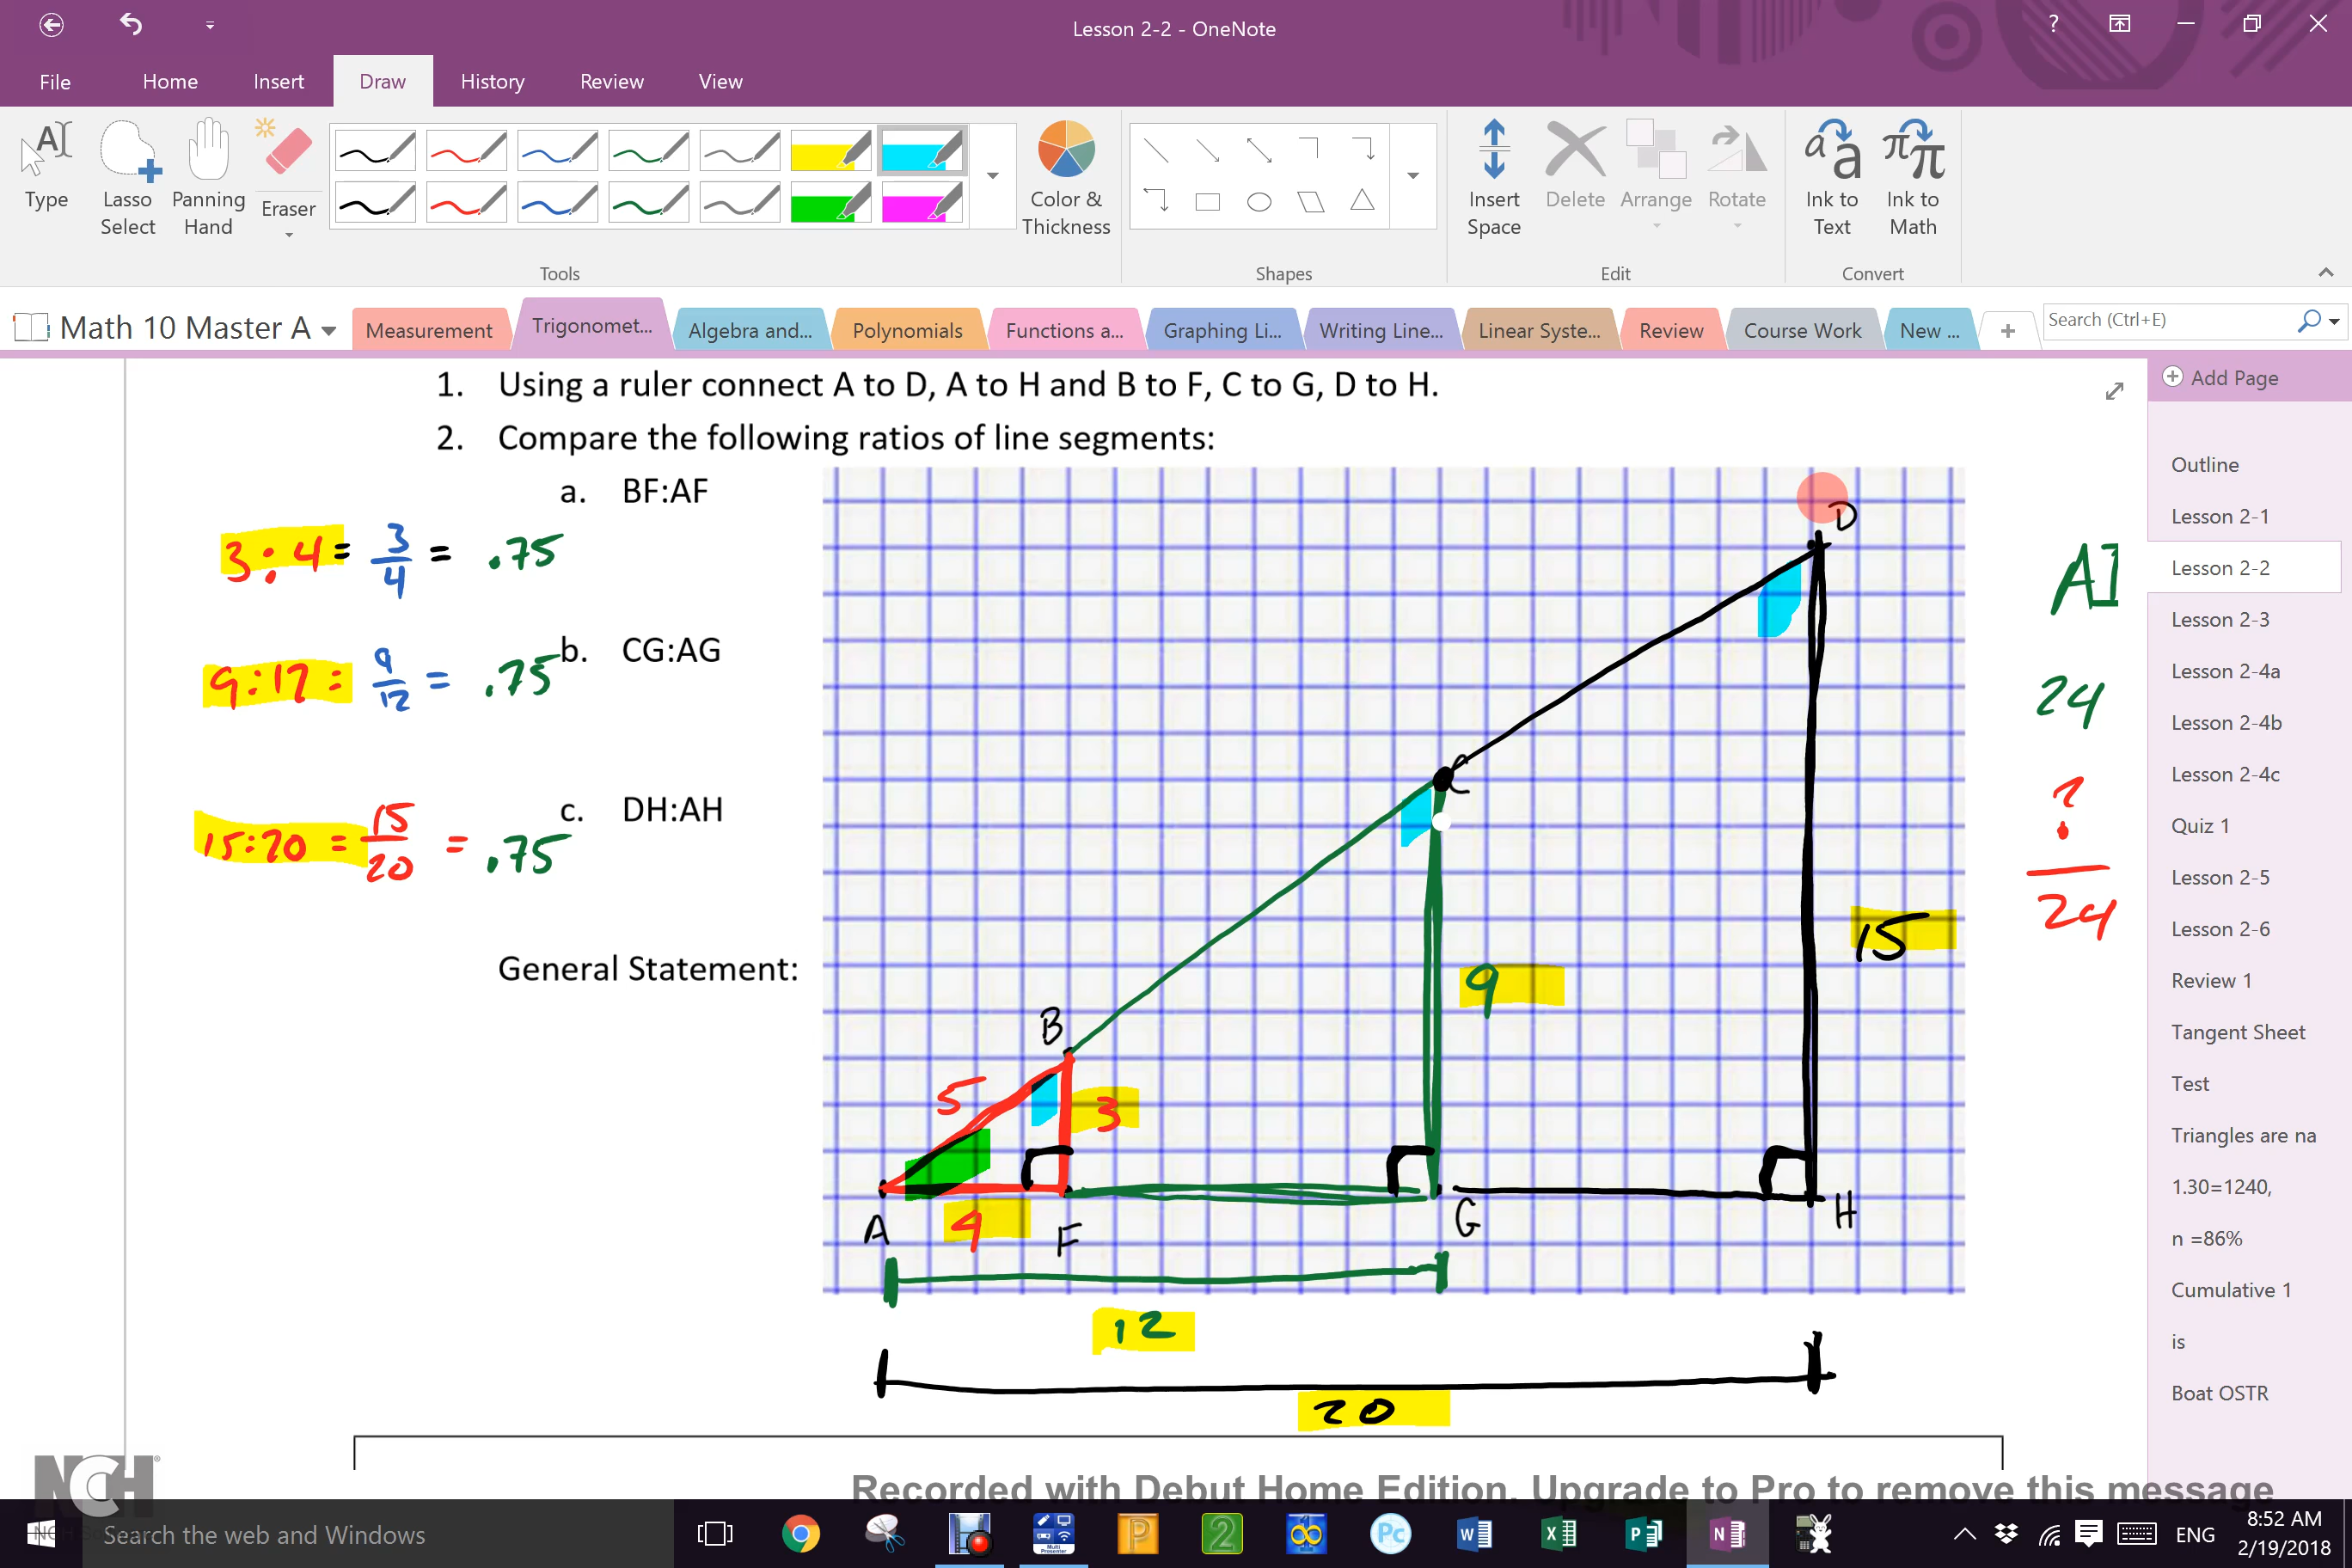 Lesson 2-2 - OneNote
?
File Home Insert Draw History Review View
Type
Lasso Select
Panning Hand
Eraser
Color & Thickness
Insert Space
Delete
Arrange
Rotate
Ink to Text
Ink to Math
Tools Shapes Edit Convert
Math 10 Master A
Measurement Trigonomet... Algebra and... Polynomials Functions a... Graphing Li... Writing Line... Linear Syste... Review Course Work New ...
Search (Ctrl+E)
1. Using a ruler connect A to D, A to H and B to F, C to G, D to H.
2. Compare the following ratios of line segments:
a. BF:AF
3:4 = 3/4 = .75
b. CG:AG
9:12 = 9/12 = .75
c. DH:AH
15:20 = 15/20 = .75
General Statement:
D
C
15
9
B
5
3
A
4
F
G
H
12
20
24
?
24
Add Page
Outline
Lesson 2-1
Lesson 2-2
Lesson 2-3
Lesson 2-4a
Lesson 2-4b
Lesson 2-4c
Quiz 1
Lesson 2-5
Lesson 2-6
Review 1
Tangent Sheet
Test
Triangles are na
1.30=1240,
n =86%
Cumulative 1
is
Boat OSTR
NCH
Recorded with Debut Home Edition. Upgrade to Pro to remove this message
Search the web and Windows
ENG
8:52 AM
2/19/2018